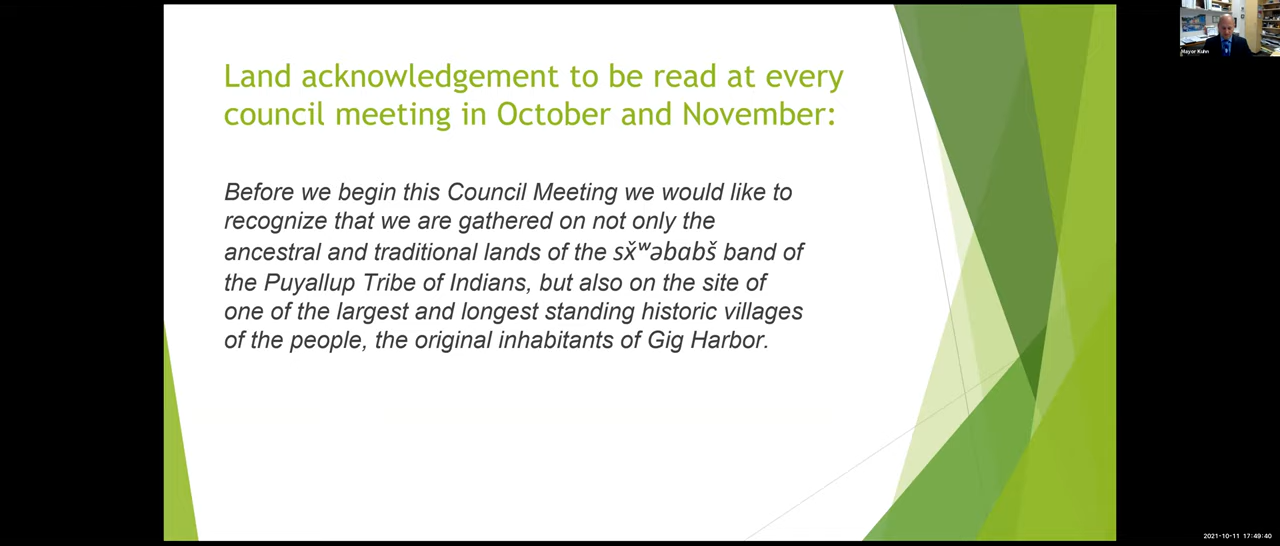 Land acknowledgement to be read at every
council meeting in October and November:
Before we begin this Council Meeting we would like to
recognize that we are gathered on not only the
ancestral and traditional lands of the sx̌ʷəbabš band of
the Puyallup Tribe of Indians, but also on the site of
one of the largest and longest standing historic villages
of the people, the original inhabitants of Gig Harbor.
Mayor Kuhn
2021-10-11 17:49:40